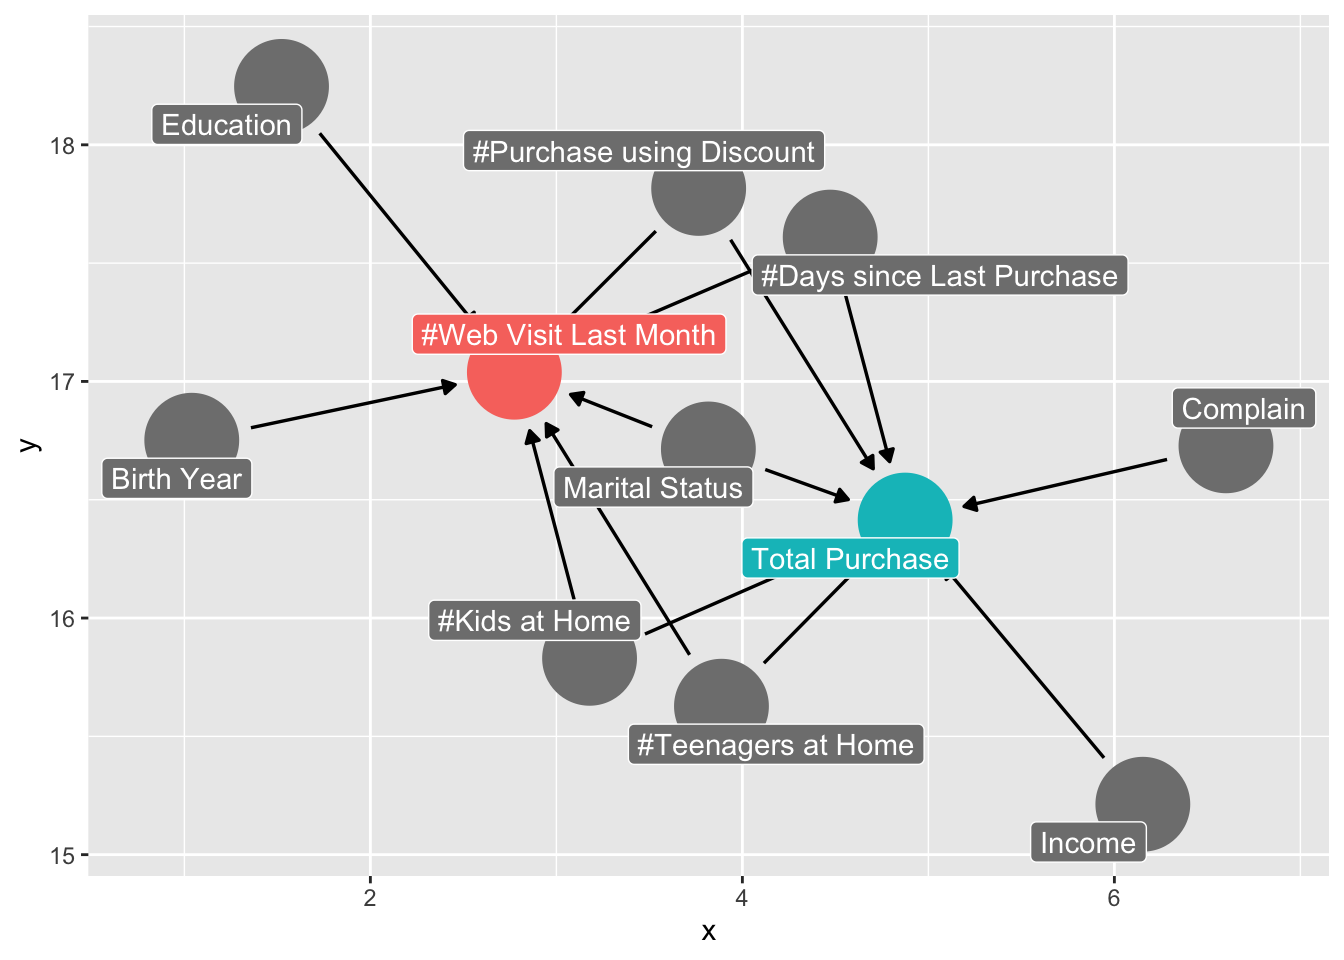 18
17
16
15
y
Education
#Purchase using Discount
#Days since Last Purchase
#Web Visit Last Month
Complain
Birth Year
Marital Status
Total Purchase
#Kids at Home
#Teenagers at Home
Income
2
4
6
x